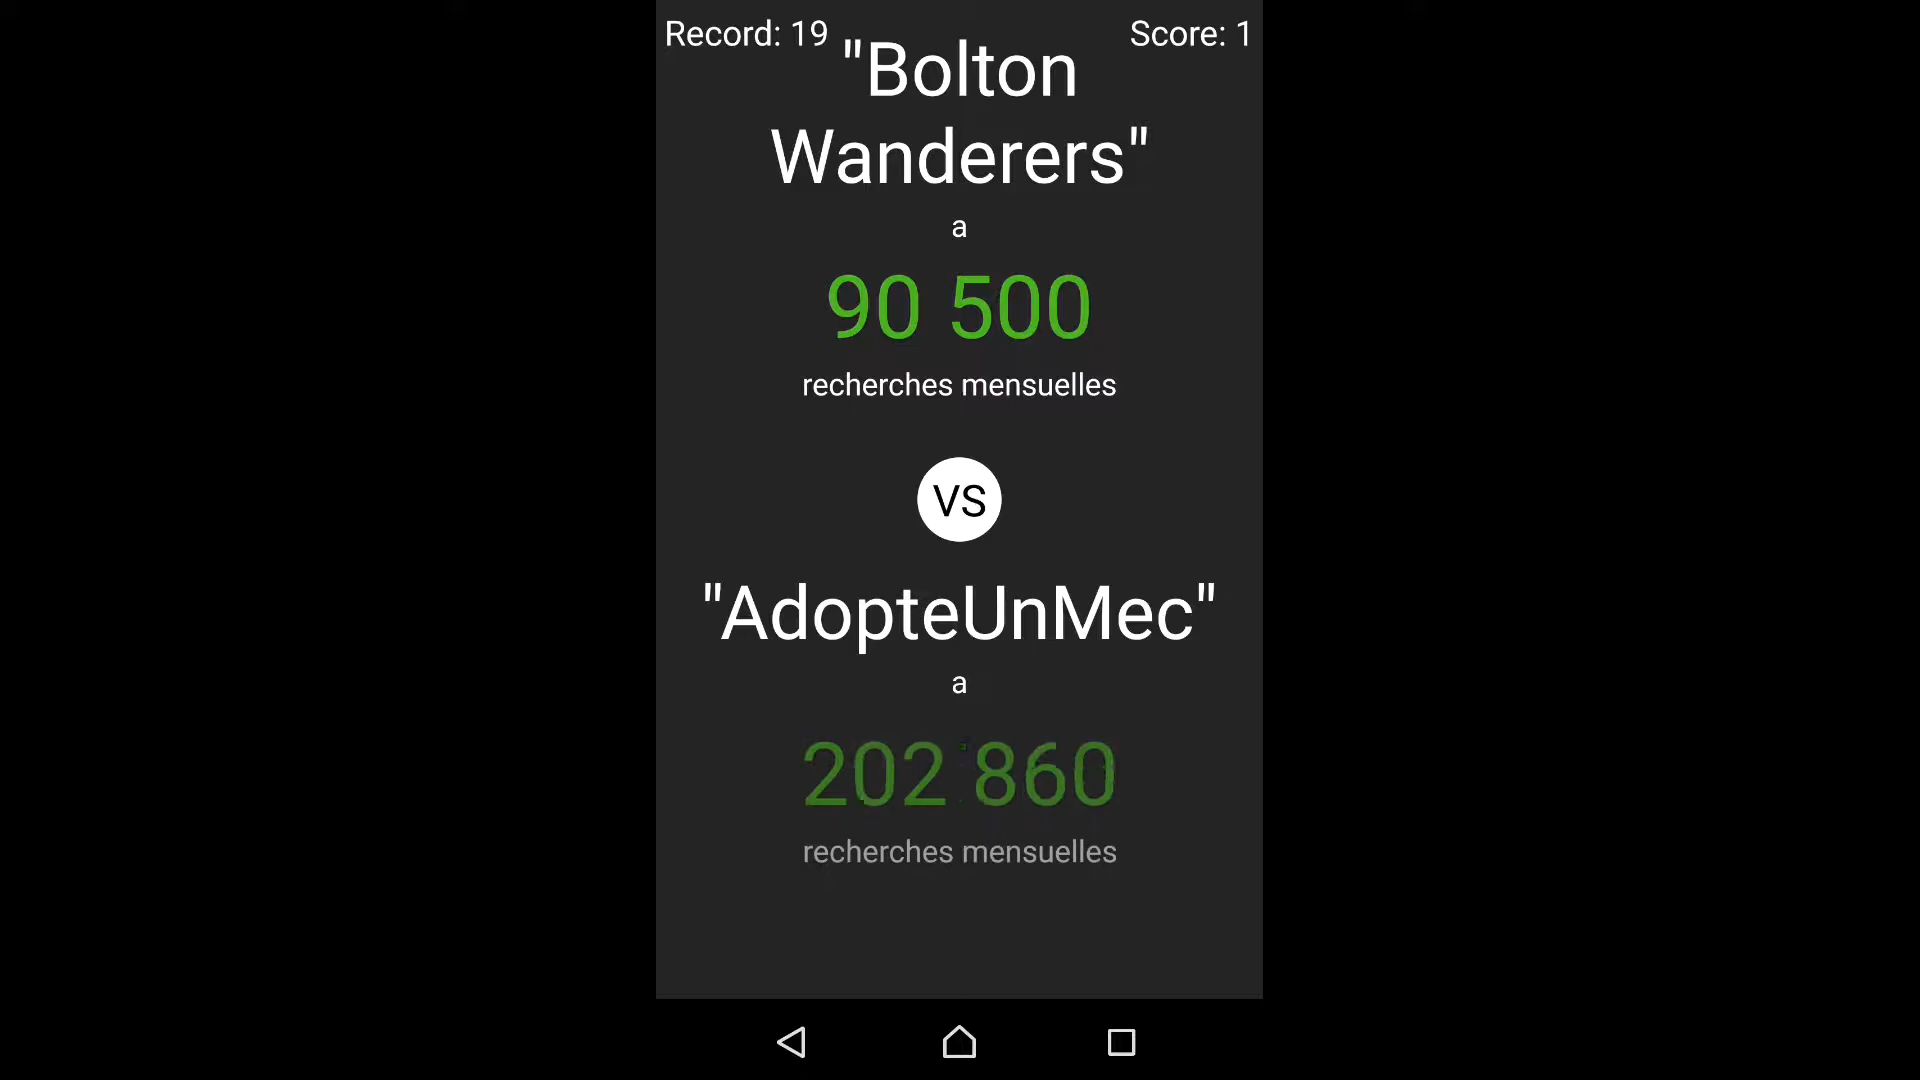 Record: 19
Score: 1
"Bolton
Wanderers"
a
90 500
recherches mensuelles
VS
"AdopteUnMec"
a
202 860
recherches mensuelles